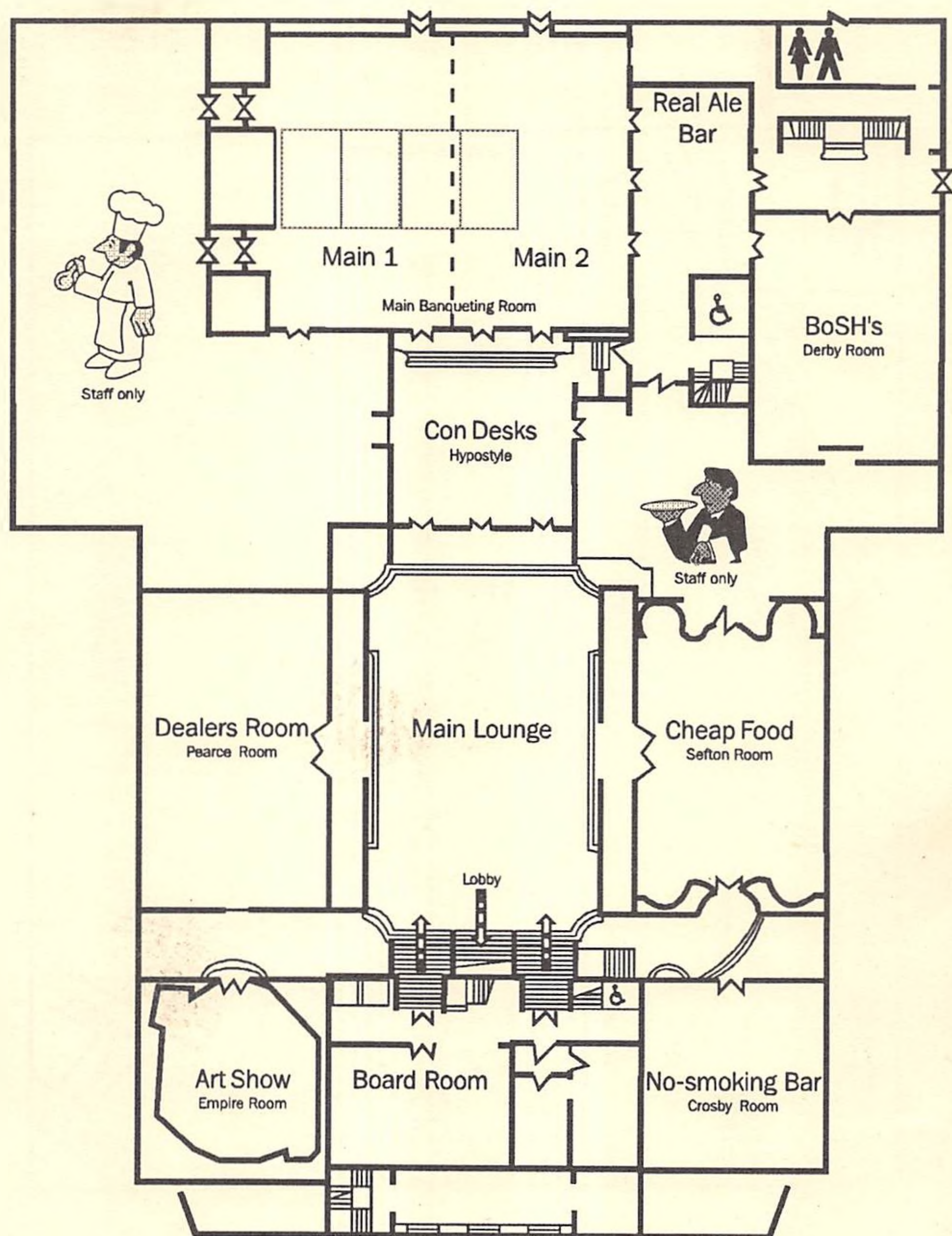 Real Ale
Bar
Main 1
Main 2
Main Banqueting Room
BoSH's
Derby Room
Staff only
Con Desks
Hypostyle
Staff only
Dealers Room
Pearce Room
Main Lounge
Cheap Food
Sefton Room
Lobby
Art Show
Empire Room
Board Room
No-smoking Bar
Crosby Room